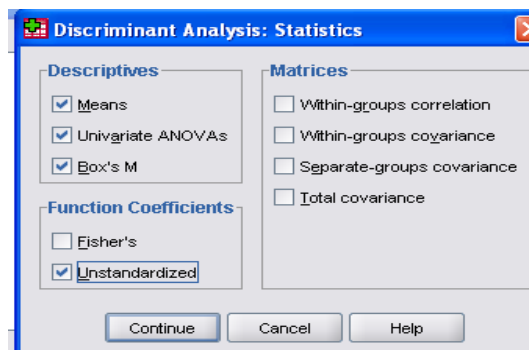 Discriminant Analysis: Statistics
Descriptives
Means
Univariate ANOVAs
Box's M
Function Coefficients
Fisher's
Unstandardized
Matrices
Within-groups correlation
Within-groups covariance
Separate-groups covariance
Total covariance
Continue
Cancel
Help